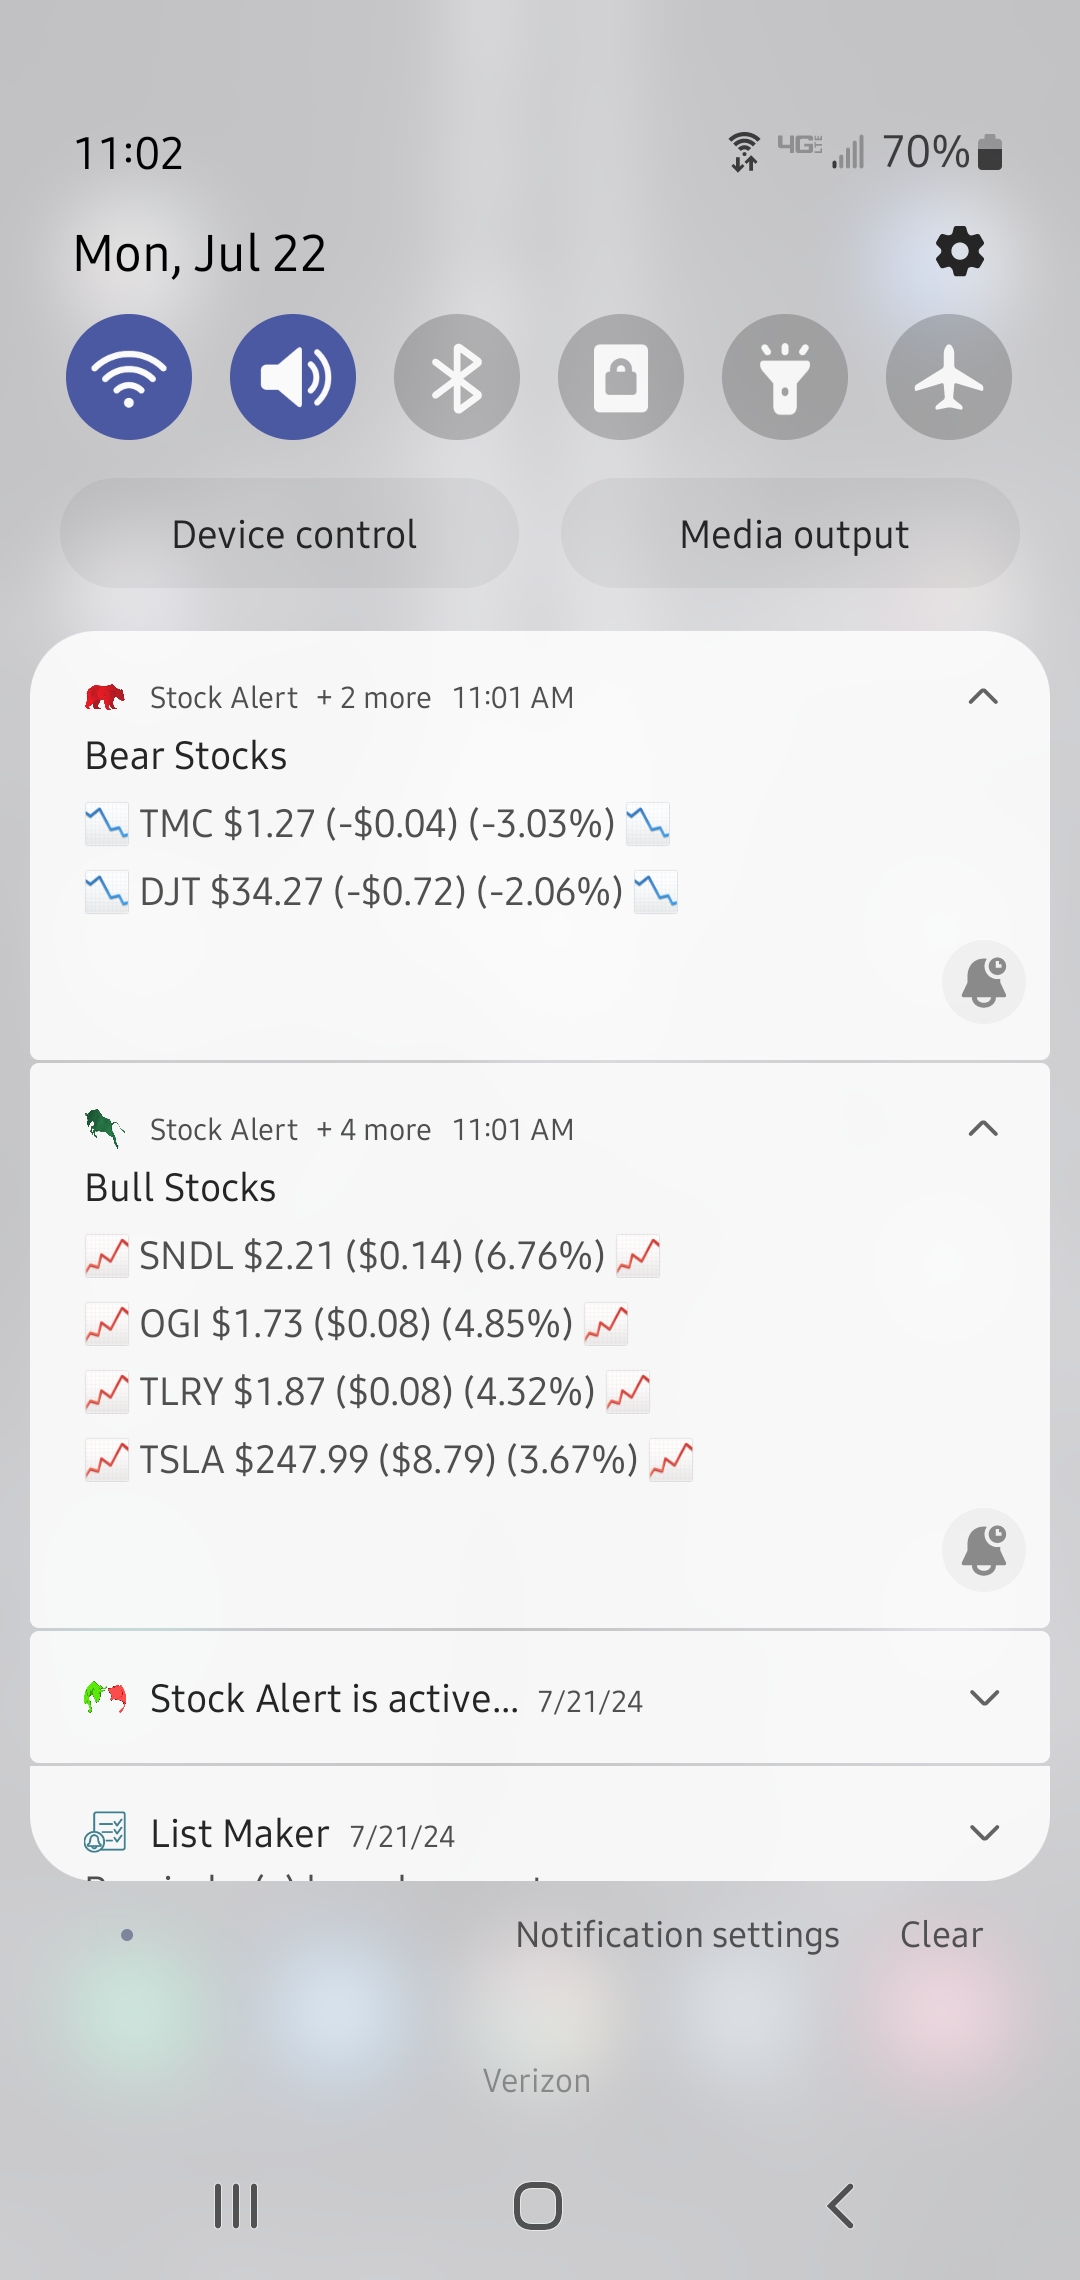 11:02
4G LTE 70%
Mon, Jul 22
Device control
Media output
Stock Alert + 2 more 11:01 AM
Bear Stocks
TMC $1.27 (-$0.04) (-3.03%)
DJT $34.27 (-$0.72) (-2.06%)
Stock Alert + 4 more 11:01 AM
Bull Stocks
SNDL $2.21 ($0.14) (6.76%)
OGI $1.73 ($0.08) (4.85%)
TLRY $1.87 ($0.08) (4.32%)
TSLA $247.99 ($8.79) (3.67%)
Stock Alert is active... 7/21/24
List Maker 7/21/24
Notification settings
Clear
Verizon